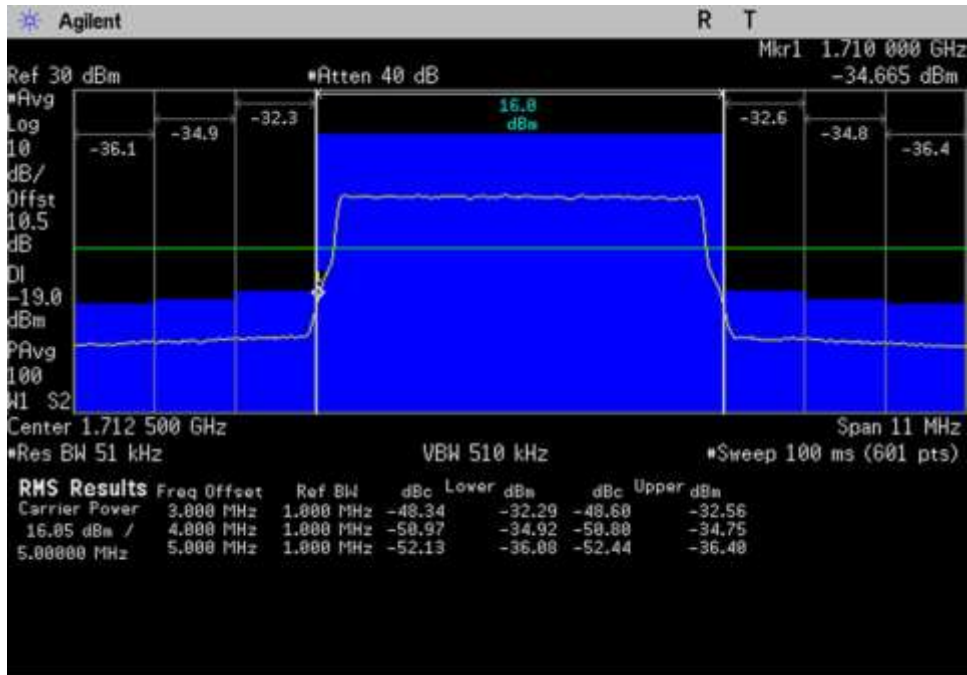 Agilent R T
Mkr1 1.710 000 GHz
Ref 30 dBm *Atten 40 dB -34.665 dBm
*Avg
Log
10
dB/
Offst
10.5
dB
DI
-19.0
dBm
PAvg
100
W1 S2
16.0
dBm
-36.1 -34.9 -32.3 -32.6 -34.8 -36.4
1
Center 1.712 500 GHz Span 11 MHz
*Res BW 51 kHz VBW 510 kHz *Sweep 100 ms (601 pts)
RMS Results Freq Offset Ref BW dBc Lower dBm dBc Upper dBm
Carrier Power 3.000 MHz 1.000 MHz -48.34 -32.29 -48.60 -32.56
16.05 dBm / 4.000 MHz 1.000 MHz -50.97 -34.92 -50.80 -34.75
5.00000 MHz 5.000 MHz 1.000 MHz -52.13 -36.08 -52.44 -36.40